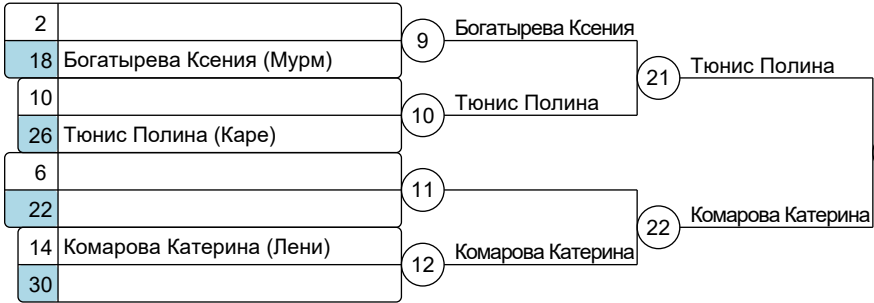 2
9
Богатырева Ксения
18 Богатырева Ксения (Мурм)
21
Тюнис Полина
10
10
Тюнис Полина
26 Тюнис Полина (Каре)
6
11
22
22
Комарова Катерина
14 Комарова Катерина (Лени)
12
Комарова Катерина
30